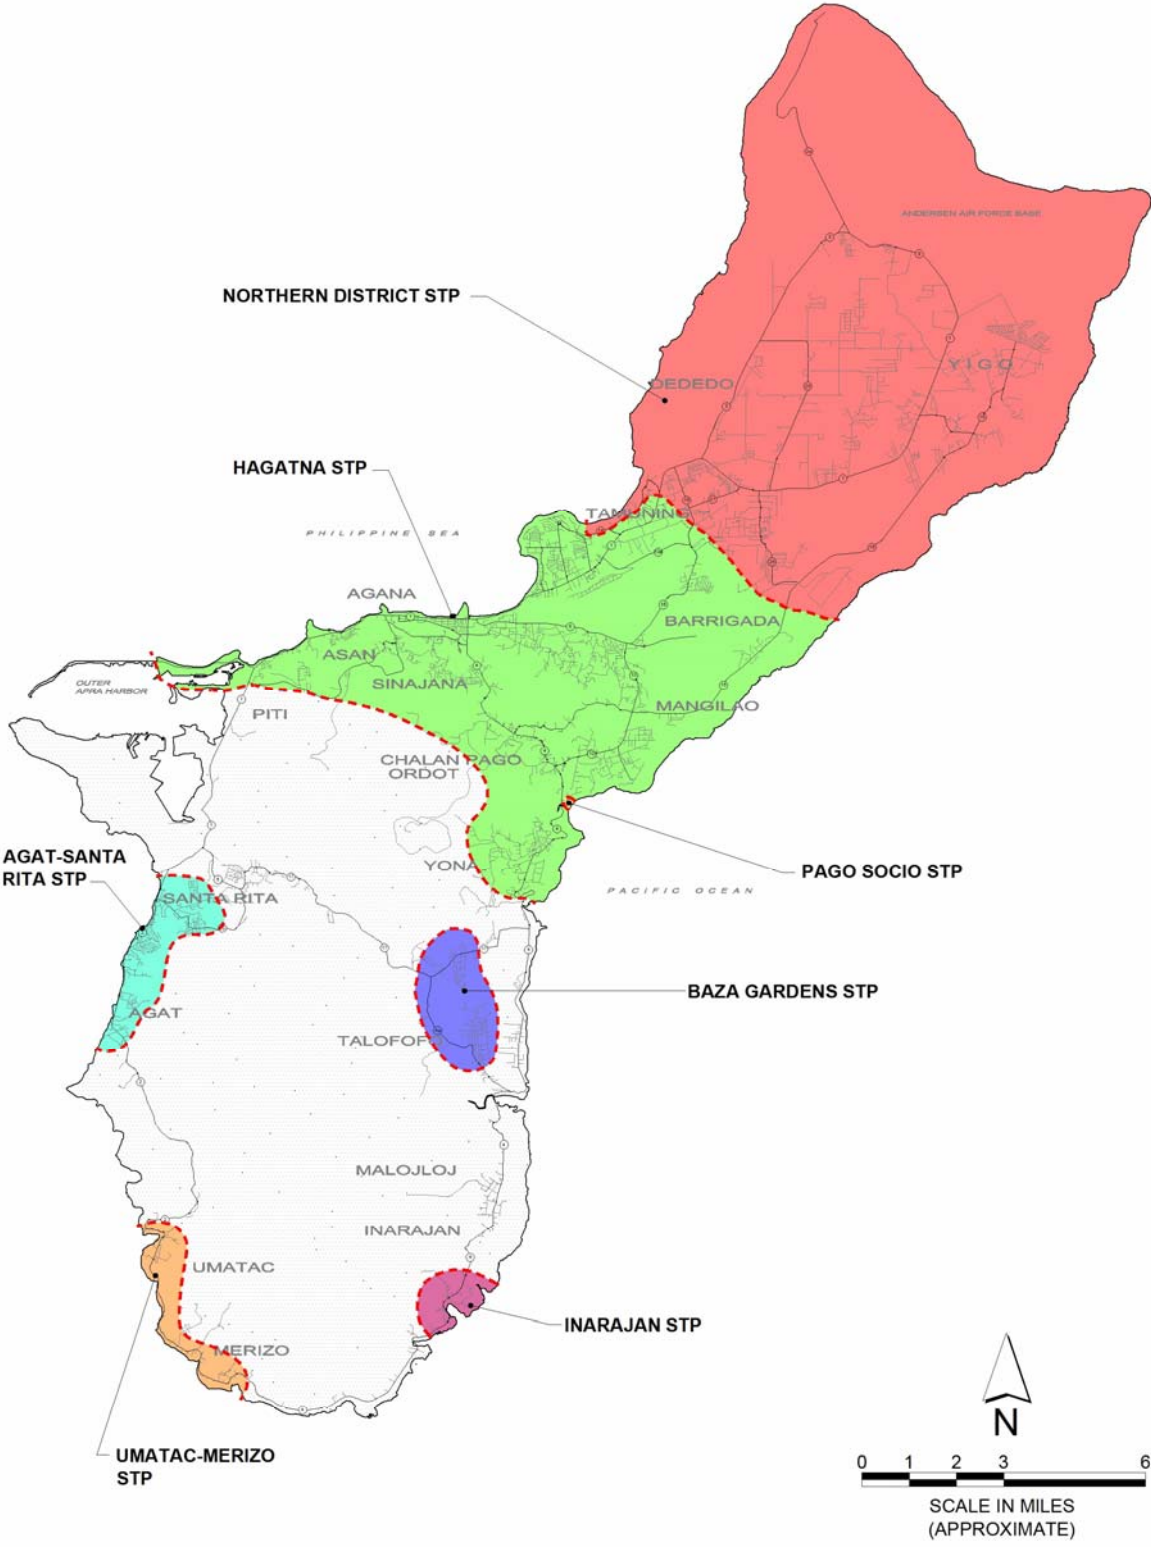 ANDERSEN AIR FORCE BASE
NORTHERN DISTRICT STP
YIGO
DEDEDO
HAGATNA STP
TAMUNING
PHILIPPINE SEA
AGANA
BARRIGADA
ASAN
OUTER
APRA HARBOR
SINAJANA
MANGILAO
PITI
CHALAN PAGO
ORDOT
AGAT-SANTA
RITA STP
YONA
PAGO SOCIO STP
PACIFIC OCEAN
SANTA RITA
BAZA GARDENS STP
AGAT
TALOFOFO
MALOJLOJ
INARAJAN
UMATAC
INARAJAN STP
MERIZO
N
UMATAC-MERIZO
STP
0 1 2 3 6
SCALE IN MILES
(APPROXIMATE)